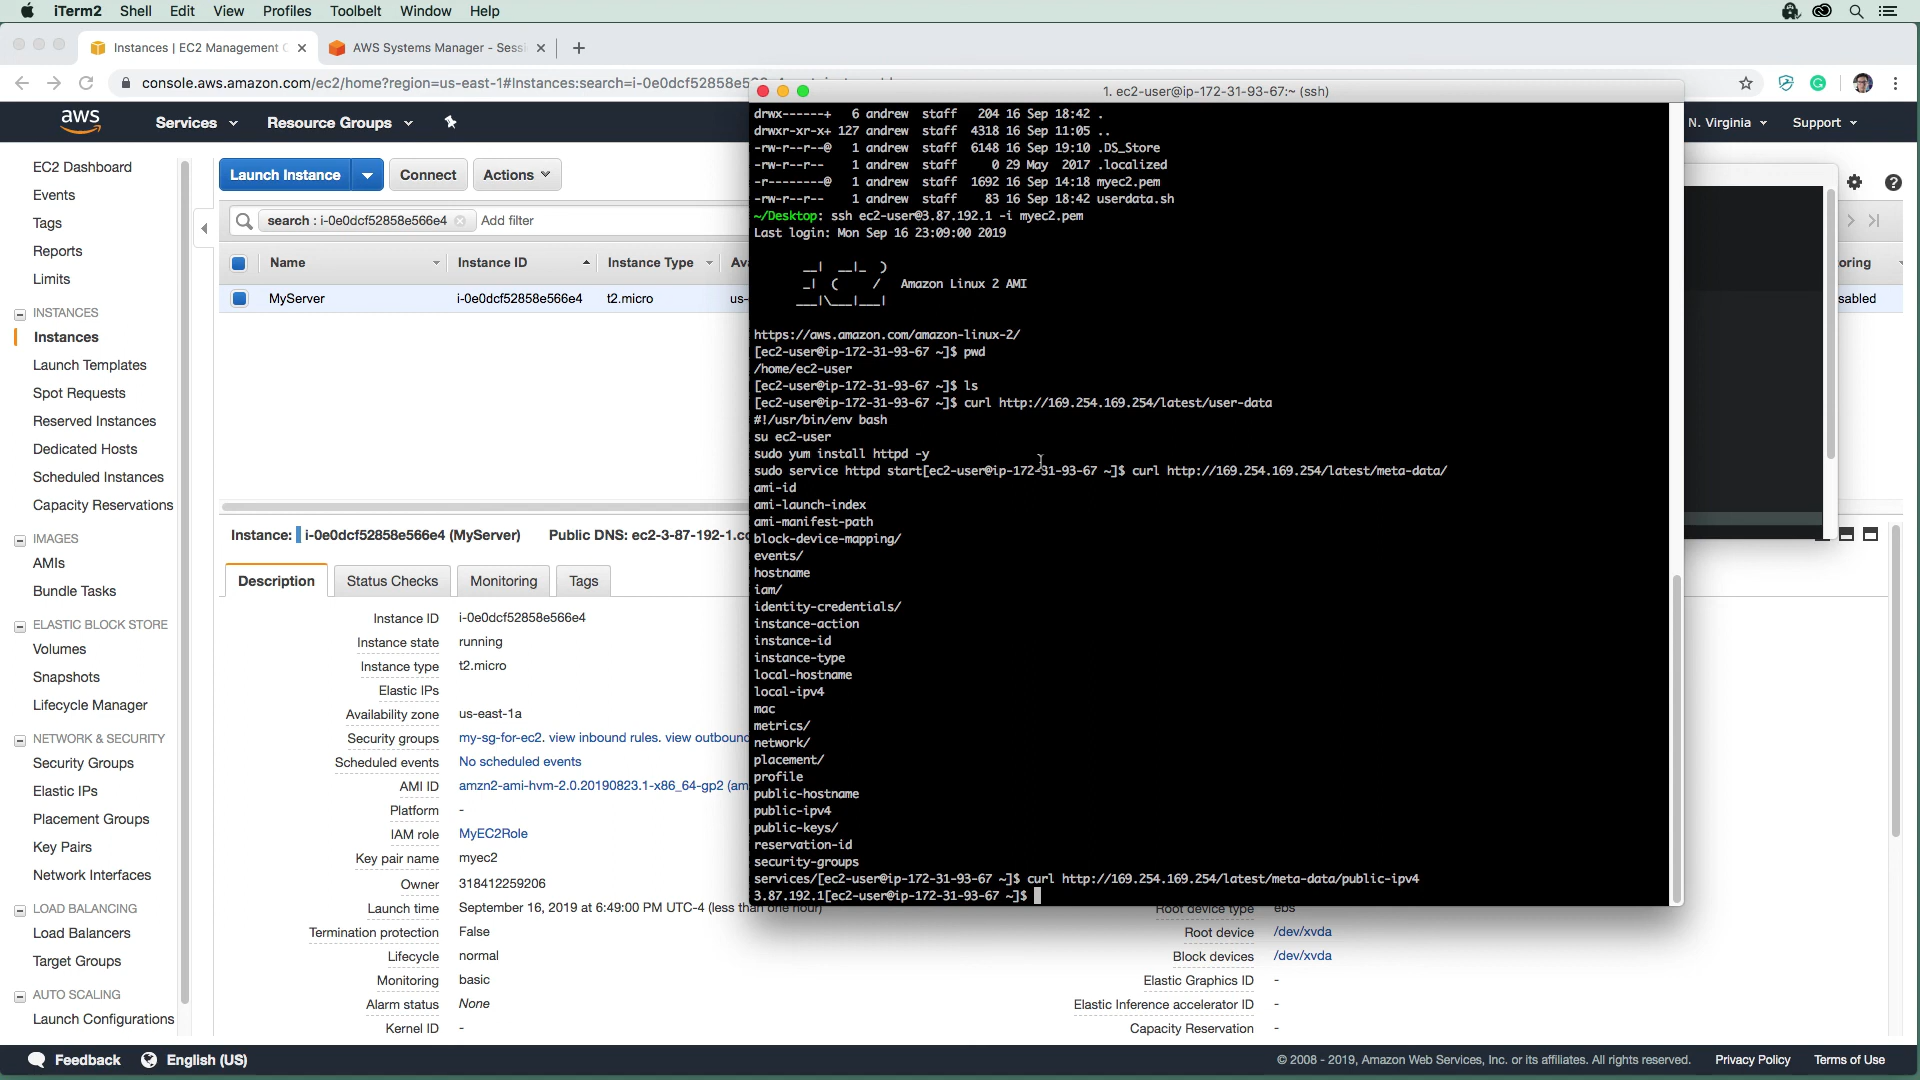 iTerm2 Shell Edit View Profiles Toolbelt Window Help
Instances | EC2 Management C
AWS Systems Manager - Sessi
console.aws.amazon.com/ec2/home?region=us-east-1#Instances:search=i-0e0dcf52858e566e4
aws Services Resource Groups N. Virginia Support
1. ec2-user@ip-172-31-93-67:~ (ssh)
EC2 Dashboard
Events
Tags
Reports
Limits
INSTANCES
Instances
Launch Templates
Spot Requests
Reserved Instances
Dedicated Hosts
Scheduled Instances
Capacity Reservations
IMAGES
AMIs
Bundle Tasks
ELASTIC BLOCK STORE
Volumes
Snapshots
Lifecycle Manager
NETWORK & SECURITY
Security Groups
Elastic IPs
Placement Groups
Key Pairs
Network Interfaces
LOAD BALANCING
Load Balancers
Target Groups
AUTO SCALING
Launch Configurations
Launch Instance Connect Actions
search : i-0e0dcf52858e566e4 Add filter
Name Instance ID Instance Type Ava oring
MyServer i-0e0dcf52858e566e4 t2.micro us- sabled
Instance: i-0e0dcf52858e566e4 (MyServer) Public DNS: ec2-3-87-192-1.co
Description Status Checks Monitoring Tags
Instance ID i-0e0dcf52858e566e4
Instance state running
Instance type t2.micro
Elastic IPs
Availability zone us-east-1a
Security groups my-sg-for-ec2. view inbound rules. view outbound
Scheduled events No scheduled events
AMI ID amzn2-ami-hvm-2.0.20190823.1-x86_64-gp2 (am
Platform -
IAM role MyEC2Role
Key pair name myec2
Owner 318412259206
Launch time September 16, 2019 at 6:49:00 PM UTC-4 (less than one hour)
Termination protection False
Lifecycle normal
Monitoring basic
Alarm status None
Kernel ID -
Root device type ebs
Root device /dev/xvda
Block devices /dev/xvda
Elastic Graphics ID -
Elastic Inference accelerator ID -
Capacity Reservation -
drwx------+ 6 andrew staff 204 16 Sep 18:42 .
drwxr-xr-x+ 127 andrew staff 4318 16 Sep 11:05 ..
-rw-r--r--@ 1 andrew staff 6148 16 Sep 19:10 .DS_Store
-rw-r--r-- 1 andrew staff 0 29 May 2017 .localized
-r--------@ 1 andrew staff 1692 16 Sep 14:18 myec2.pem
-rw-r--r-- 1 andrew staff 83 16 Sep 18:42 userdata.sh
~/Desktop: ssh ec2-user@3.87.192.1 -i myec2.pem
Last login: Mon Sep 16 23:09:00 2019
__| __|_ )
_| ( / Amazon Linux 2 AMI
___|\___|___|
https://aws.amazon.com/amazon-linux-2/
[ec2-user@ip-172-31-93-67 ~]$ pwd
/home/ec2-user
[ec2-user@ip-172-31-93-67 ~]$ ls
[ec2-user@ip-172-31-93-67 ~]$ curl http://169.254.169.254/latest/user-data
#!/usr/bin/env bash
su ec2-user
sudo yum install httpd -y
sudo service httpd start[ec2-user@ip-172-31-93-67 ~]$ curl http://169.254.169.254/latest/meta-data/
ami-id
ami-launch-index
ami-manifest-path
block-device-mapping/
events/
hostname
iam/
identity-credentials/
instance-action
instance-id
instance-type
local-hostname
local-ipv4
mac
metrics/
network/
placement/
profile
public-hostname
public-ipv4
public-keys/
reservation-id
security-groups
services/[ec2-user@ip-172-31-93-67 ~]$ curl http://169.254.169.254/latest/meta-data/public-ipv4
3.87.192.1[ec2-user@ip-172-31-93-67 ~]$
Feedback English (US) © 2008 - 2019, Amazon Web Services, Inc. or its affiliates. All rights reserved. Privacy Policy Terms of Use